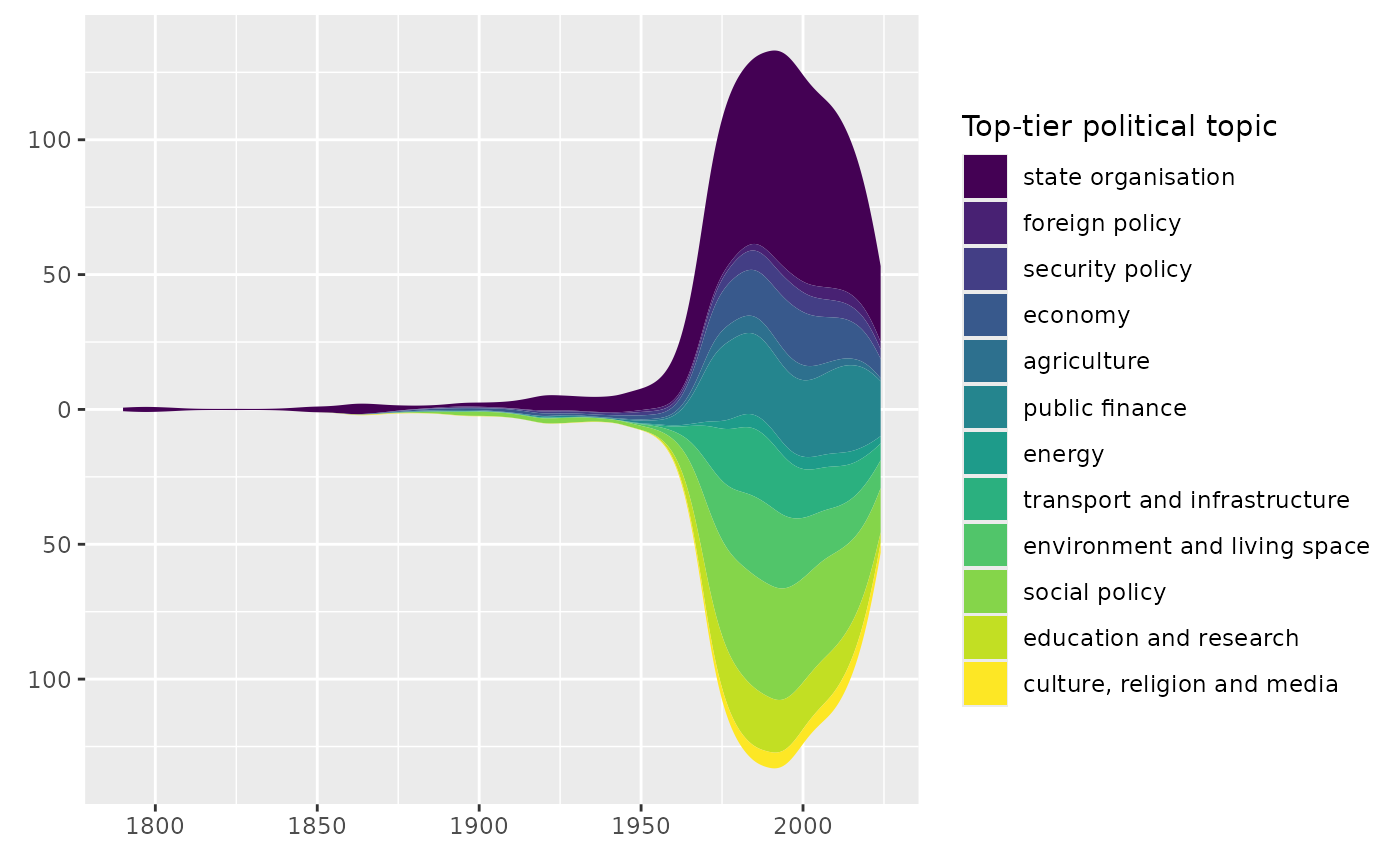 100
50
0
50
100
1800
1850
1900
1950
2000
Top-tier political topic
state organisation
foreign policy
security policy
economy
agriculture
public finance
energy
transport and infrastructure
environment and living space
social policy
education and research
culture, religion and media